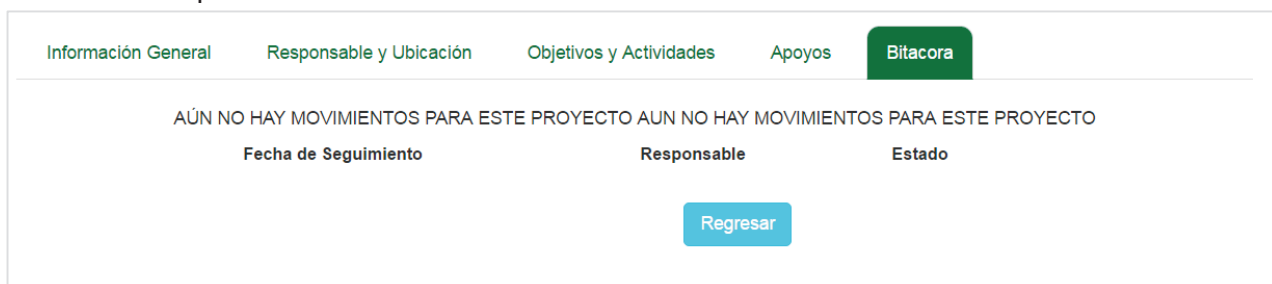 Información General Responsable y Ubicación Objetivos y Actividades Apoyos Bitacora
AÚN NO HAY MOVIMIENTOS PARA ESTE PROYECTO AUN NO HAY MOVIMIENTOS PARA ESTE PROYECTO
Fecha de Seguimiento Responsable Estado
Regresar